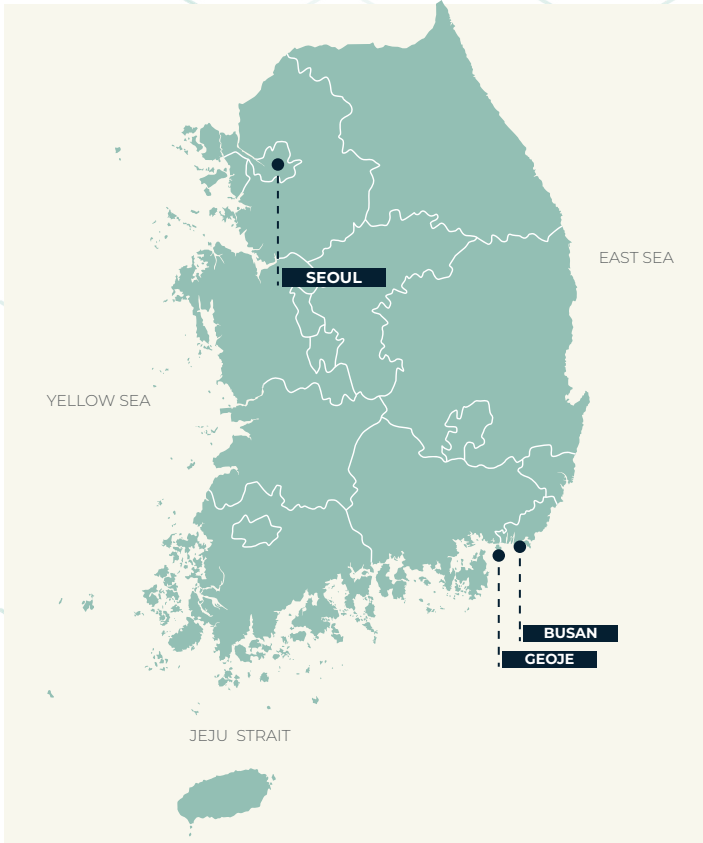 EAST SEA
SEOUL
YELLOW SEA
BUSAN
GEOJE
JEJU STRAIT